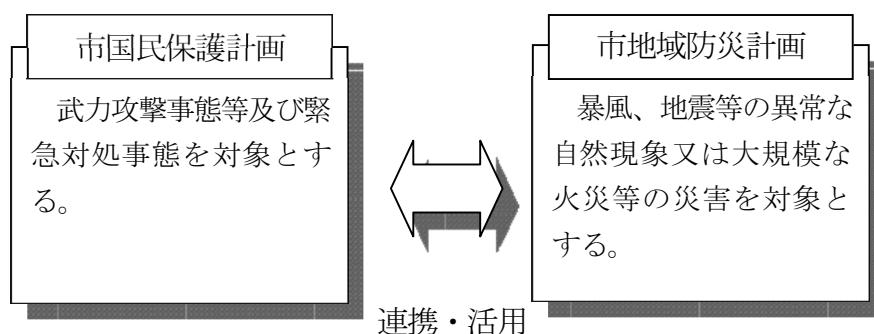 市国民保護計画
武力攻撃事態等及び緊
急対処事態を対象とす
る。
市地域防災計画
暴風、地震等の異常な
自然現象又は大規模な
火災等の災害を対象と
する。
連携・活用